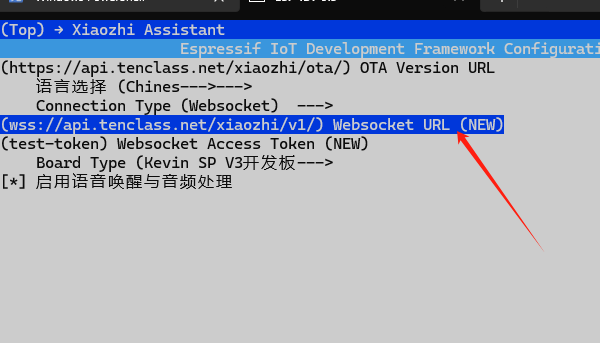 (Top) → Xiaozhi Assistant
Espressif IoT Development Framework Configurati
(https://api.tenclass.net/xiaozhi/ota/) OTA Version URL
语言选择 (Chines--->--->
Connection Type (Websocket) --->
(wss://api.tenclass.net/xiaozhi/v1/) Websocket URL (NEW)
(test-token) Websocket Access Token (NEW)
Board Type (Kevin SP V3开发板--->
[*] 启用语音唤醒与音频处理